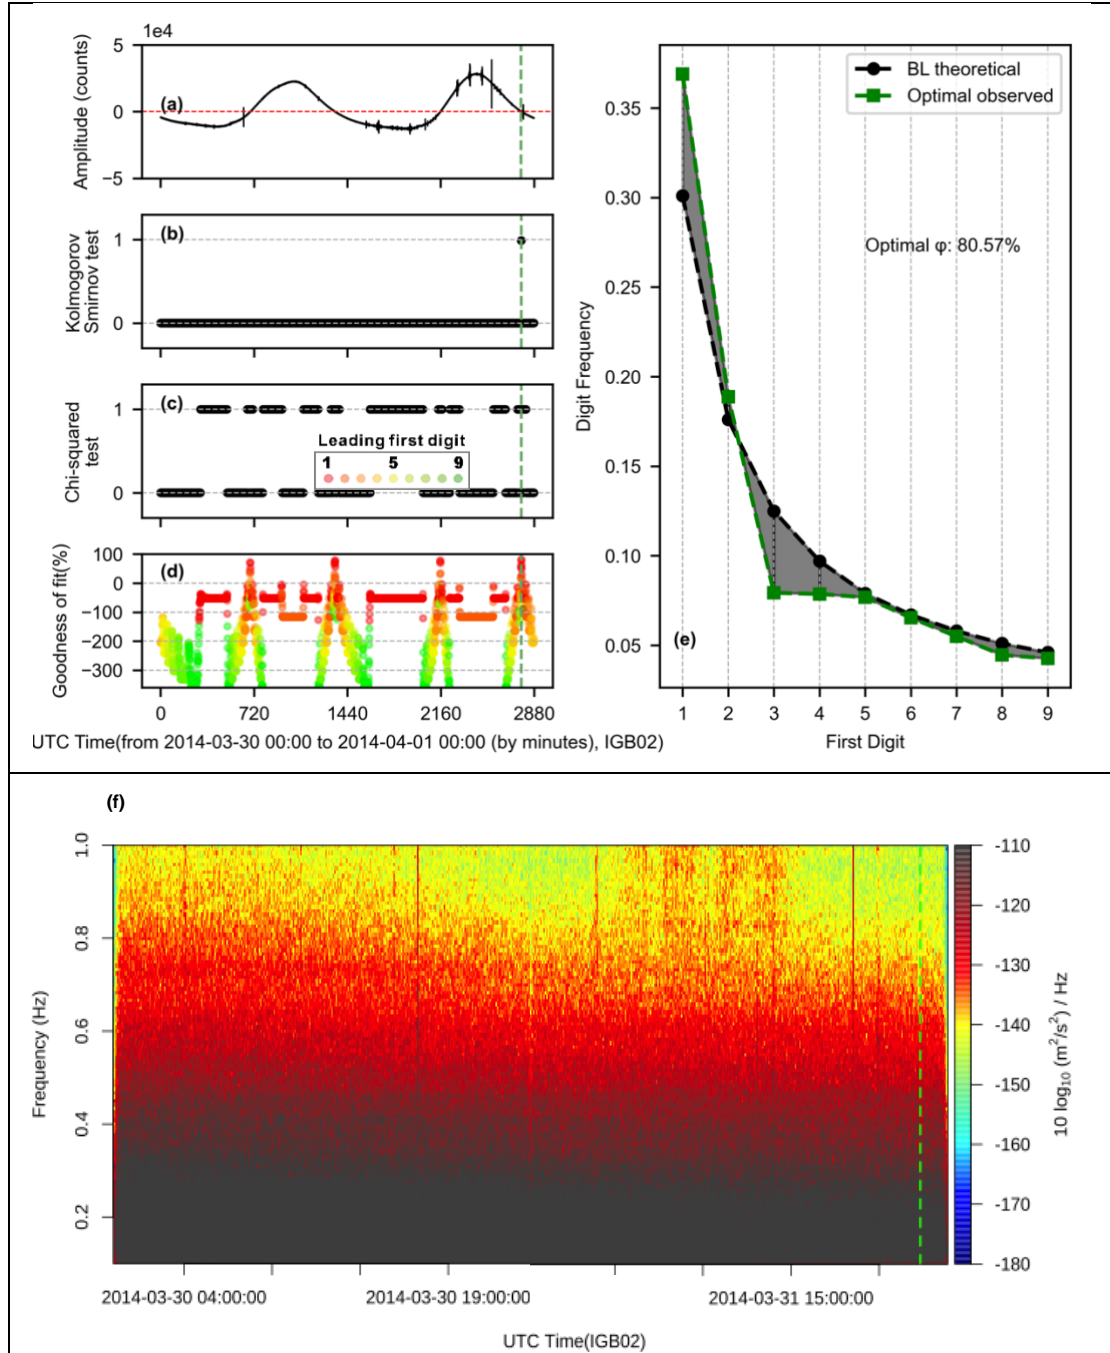 1e4
5
0
−5
Amplitude (counts)
(a)
1
0
Kolmogorov
Smirnov test
(b)
1
0
Chi-squared
test
(c)
Leading first digit
1 5 9
100
0
−100
−200
−300
Goodness of fit(%)
(d)
0 720 1440 2160 2880
UTC Time(from 2014-03-30 00:00 to 2014-04-01 00:00 (by minutes), IGB02)
BL theoretical
Optimal observed
Optimal φ: 80.57%
0.35
0.30
0.25
0.20
0.15
0.10
0.05
Digit Frequency
(e)
1 2 3 4 5 6 7 8 9
First Digit
(f)
1.0
0.8
0.6
0.4
0.2
Frequency (Hz)
-110
-120
-130
-140
-150
-160
-170
-180
10 log₁₀ (m²/s²) / Hz
2014-03-30 04:00:00 2014-03-30 19:00:00 2014-03-31 15:00:00
UTC Time(IGB02)